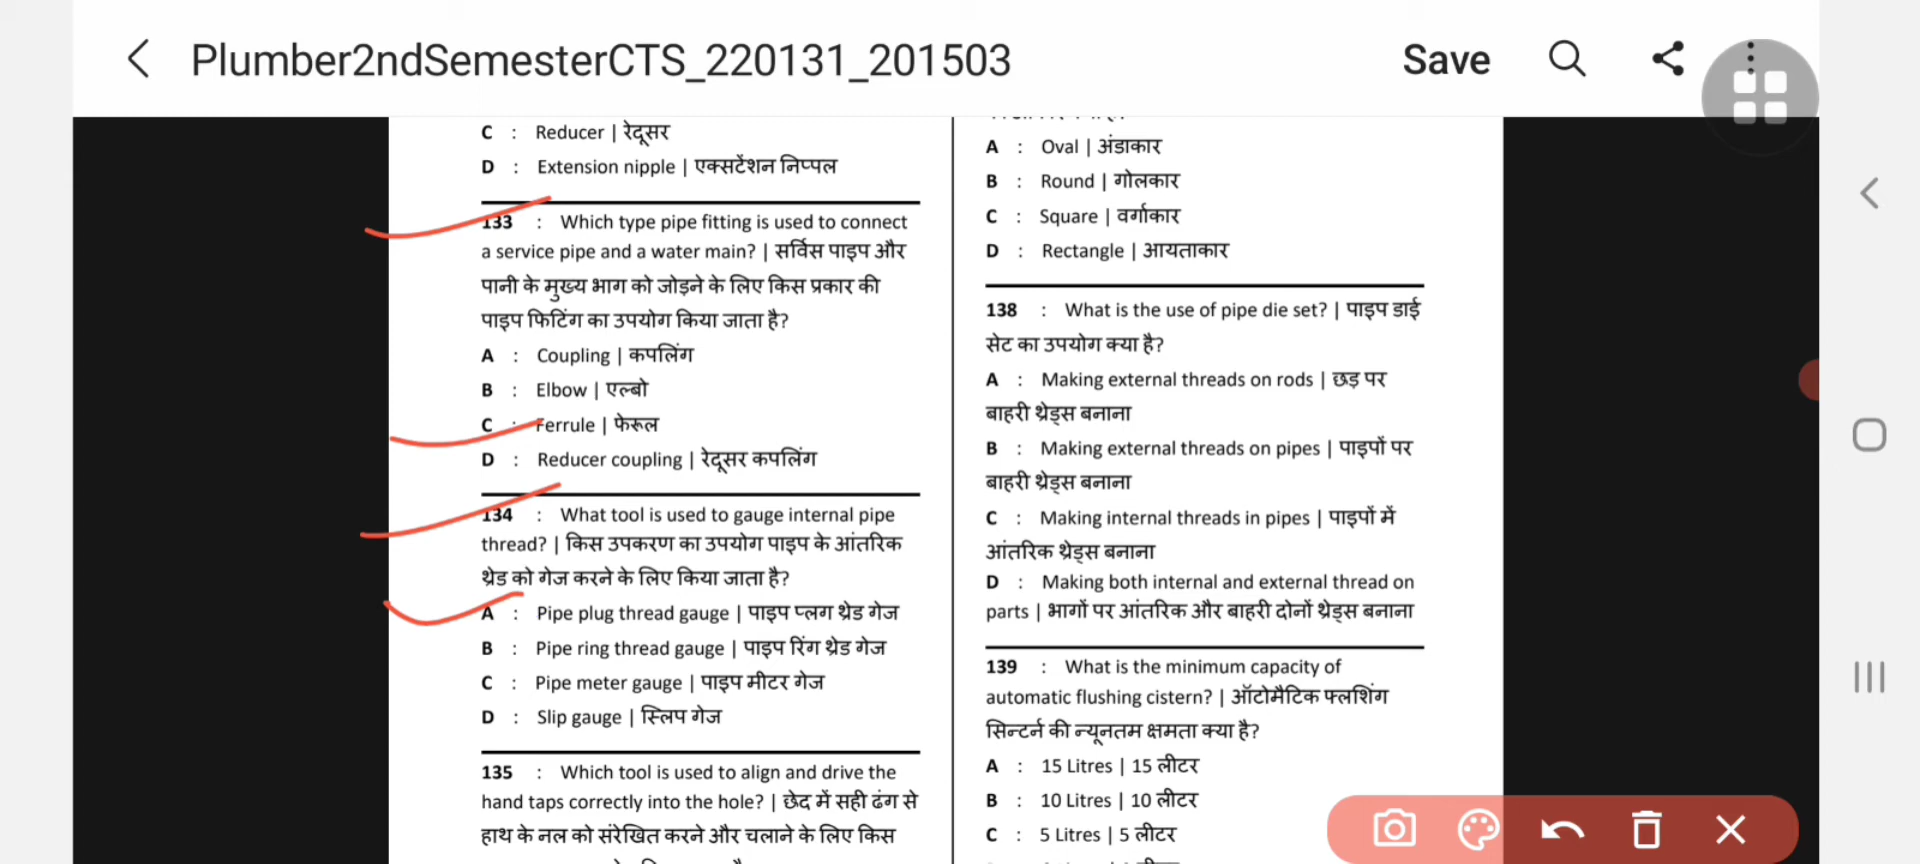 Plumber2ndSemesterCTS_220131_201503
Save
C : Reducer | रेदूसर
D : Extension nipple | एक्सटेंशन निप्पल
133 : Which type pipe fitting is used to connect
a service pipe and a water main? | सर्विस पाइप और
पानी के मुख्य भाग को जोड़ने के लिए किस प्रकार की
पाइप फिटिंग का उपयोग किया जाता है?
A : Coupling | कपलिंग
B : Elbow | एल्बो
C : Ferrule | फेरूल
D : Reducer coupling | रेदूसर कपलिंग
134 : What tool is used to gauge internal pipe
thread? | किस उपकरण का उपयोग पाइप के आंतरिक
थ्रेड को गेज करने के लिए किया जाता है?
A : Pipe plug thread gauge | पाइप प्लग थ्रेड गेज
B : Pipe ring thread gauge | पाइप रिंग थ्रेड गेज
C : Pipe meter gauge | पाइप मीटर गेज
D : Slip gauge | स्लिप गेज
135 : Which tool is used to align and drive the
hand taps correctly into the hole? | छेद में सही ढंग से
हाथ के नल को संरेखित करने और चलाने के लिए किस
A : Oval | अंडाकार
B : Round | गोलकार
C : Square | वर्गाकार
D : Rectangle | आयताकार
138 : What is the use of pipe die set? | पाइप डाई
सेट का उपयोग क्या है?
A : Making external threads on rods | छड़ पर
बाहरी थ्रेड्स बनाना
B : Making external threads on pipes | पाइपों पर
बाहरी थ्रेड्स बनाना
C : Making internal threads in pipes | पाइपों में
आंतरिक थ्रेड्स बनाना
D : Making both internal and external thread on
parts | भागों पर आंतरिक और बाहरी दोनों थ्रेड्स बनाना
139 : What is the minimum capacity of
automatic flushing cistern? | ऑटोमैटिक फ्लशिंग
सिन्टर्न की न्यूनतम क्षमता क्या है?
A : 15 Litres | 15 लीटर
B : 10 Litres | 10 लीटर
C : 5 Litres | 5 लीटर